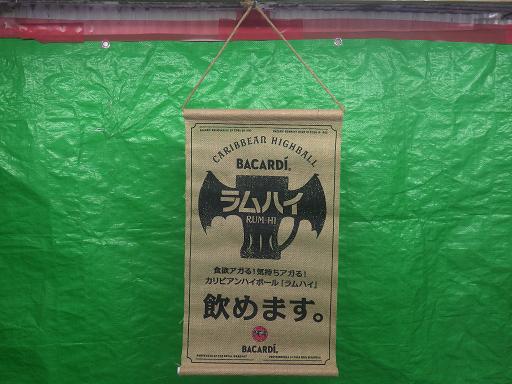 CARIBBEAN HIGHBALL
BACARDÍ
ラムハイ
RUM-HI
食欲アガる!気持ちアガる!
カリビアンハイボール「ラムハイ」
飲めます。
BACARDÍ